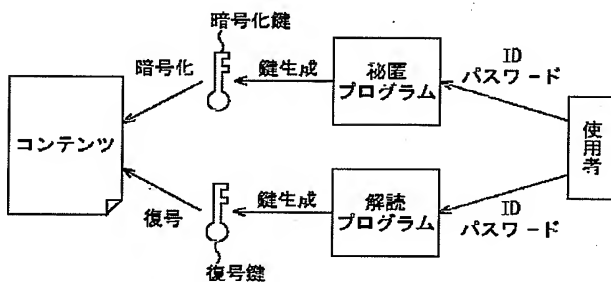 暗号化鍵
暗号化
鍵生成
秘匿
プログラム
ID
パスワード
コンテンツ
使用者
復号
鍵生成
解読
プログラム
ID
パスワード
復号鍵